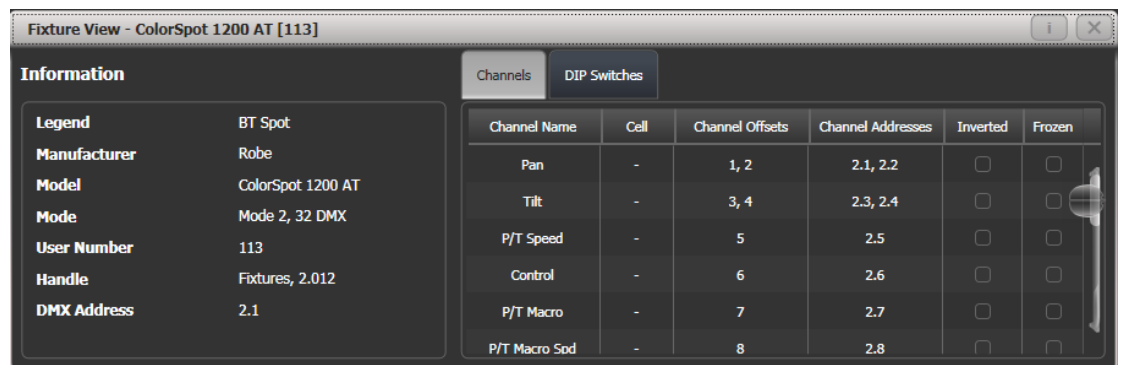 Fixture View - ColorSpot 1200 AT [113]
i X
Information
Channels DIP Switches
Legend BT Spot
Manufacturer Robe
Model ColorSpot 1200 AT
Mode Mode 2, 32 DMX
User Number 113
Handle Fixtures, 2.012
DMX Address 2.1
Channel Name Cell Channel Offsets Channel Addresses Inverted Frozen
Pan - 1, 2 2.1, 2.2
Tilt - 3, 4 2.3, 2.4
P/T Speed - 5 2.5
Control - 6 2.6
P/T Macro - 7 2.7
P/T Macro Spd - 8 2.8